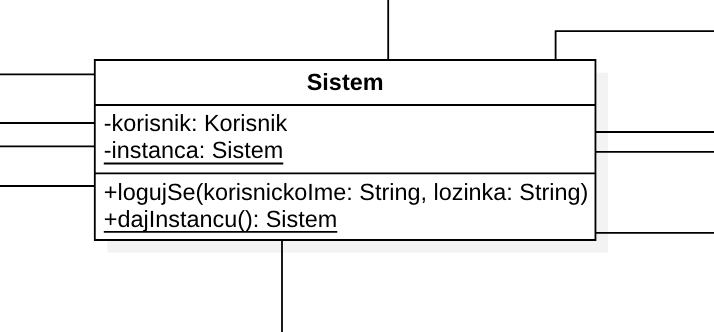 Sistem
-korisnik: Korisnik
-instanca: Sistem
+logujSe(korisnickoIme: String, lozinka: String)
+dajInstancu(): Sistem